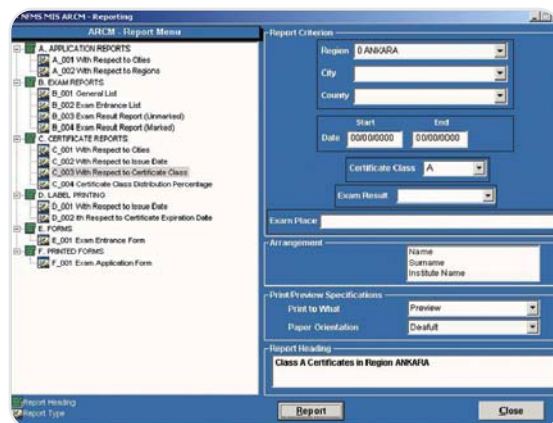 NFMS MIS ARCM - Reporting
ARCM - Report Menu
A. APPLICATION REPORTS
A_001 With Respect to Cities
A_002 With Respect to Regions
B. EXAM REPORTS
B_001 General List
B_002 Exam Entrance List
B_003 Exam Result Report (Unmarked)
B_004 Exam Result Report (Marked)
C. CERTIFICATE REPORTS
C_001 With Respect to Cities
C_002 With Respect to Issue Date
C_003 With Respect to Certificate Class
C_004 Certificate Class Distribution Percentage
D. LABEL PRINTING
D_001 With Respect to Issue Date
D_002 ith Respect to Certificate Expiration Date
E. FORMS
E_001 Exam Entrance Form
F. PRINTED FORMS
F_001 Exam Application Form
Report Heading
Report Type
Report Criterion
Region 0 ANKARA
City
County
Start End
Date 00/00/0000 00/00/0000
Certificate Class A
Exam Result
Exam Place
Arrangement
Name
Surname
Institute Name
Print/Preview Specifications
Print to What Preview
Paper Orientation Deafult
Report Heading
Class A Certificates in Region ANKARA
Report Close